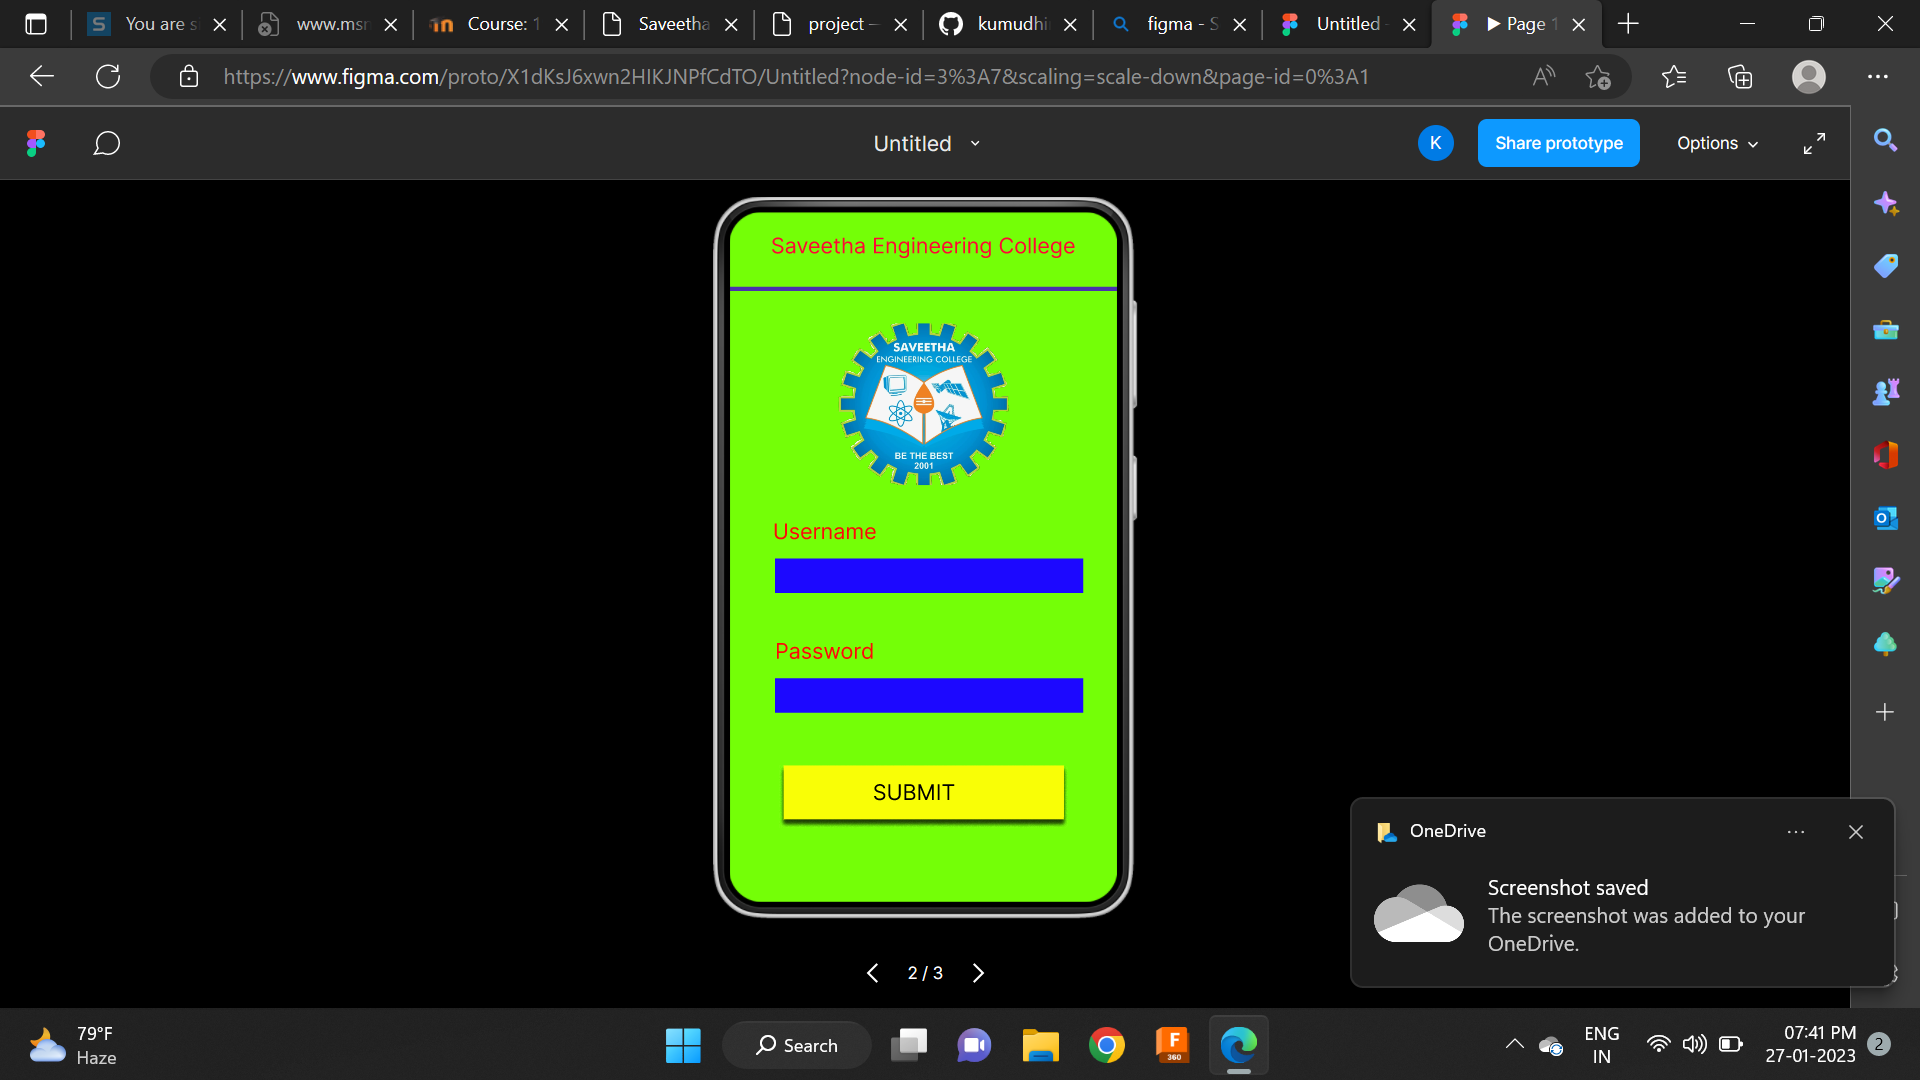 You are s
www.msn
Course: 1
Saveetha
project —
kumudhi
figma - S
Untitled -
▶ Page 1
https://www.figma.com/proto/X1dKsJ6xwn2HIKJNPfCdTO/Untitled?node-id=3%3A7&scaling=scale-down&page-id=0%3A1
Untitled
K
Share prototype
Options
Saveetha Engineering College
SAVEETHA
ENGINEERING COLLEGE
BE THE BEST
2001
Username
Password
SUBMIT
2 / 3
OneDrive
Screenshot saved
The screenshot was added to your
OneDrive.
79°F
Haze
Search
F
360
ENG
IN
07:41 PM
27-01-2023
2